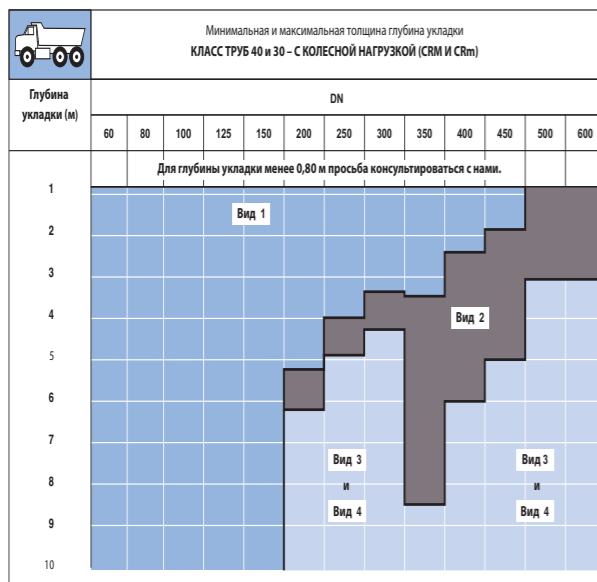 Минимальная и максимальная толщина глубина укладки
КЛАСС ТРУБ 40 и 30 – С КОЛЕСНОЙ НАГРУЗКОЙ (CRM И CRm)
Глубина
укладки (м)
DN
60 80 100 125 150 200 250 300 350 400 450 500 600
Для глубины укладки менее 0,80 м просьба консультироваться с нами.
1
Вид 1
2
3
4
Вид 2
5
6
7
Вид 3 Вид 3
8 и и
Вид 4 Вид 4
9
10